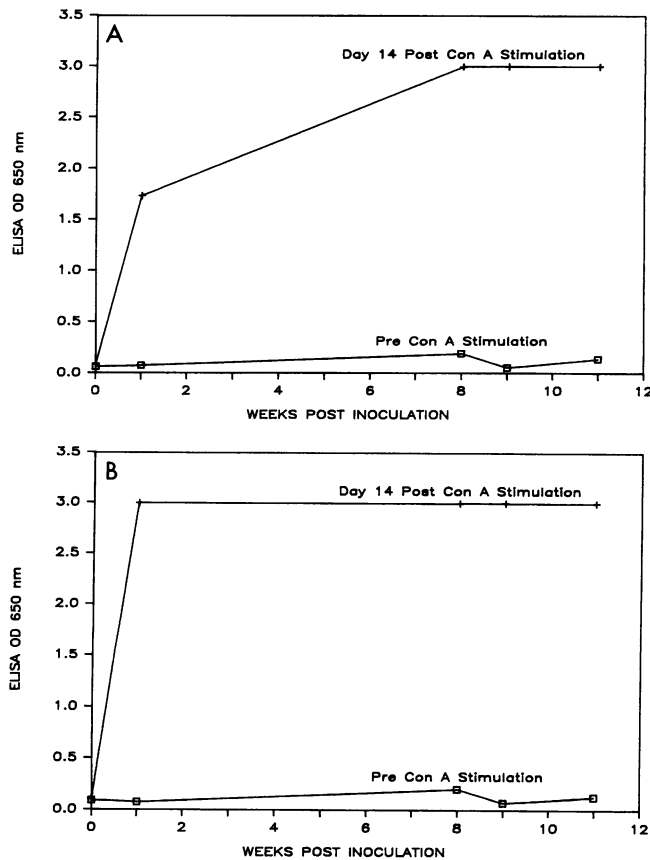 A
3.5
3.0
2.5
2.0
1.5
1.0
0.5
0.0
ELISA OD 650 nm
Day 14 Post Con A Stimulation
Pre Con A Stimulation
0 2 4 6 8 10 12
WEEKS POST INOCULATION
B
3.5
3.0
2.5
2.0
1.5
1.0
0.5
0.0
ELISA OD 650 nm
Day 14 Post Con A Stimulation
Pre Con A Stimulation
0 2 4 6 8 10 12
WEEKS POST INOCULATION